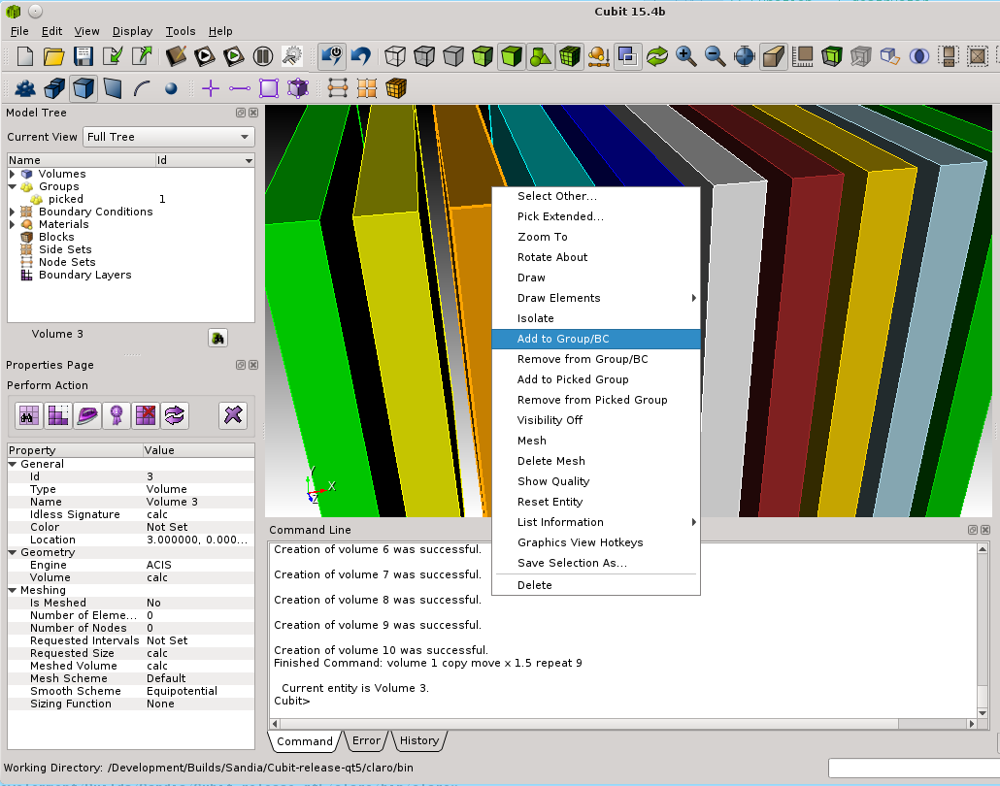 Cubit 15.4b
File Edit View Display Tools Help
Model Tree
Current View Full Tree
Name Id
Volumes
Groups
picked 1
Boundary Conditions
Materials
Blocks
Side Sets
Node Sets
Boundary Layers
Volume 3
Properties Page
Perform Action
Property Value
General
Id 3
Type Volume
Name Volume 3
Idless Signature calc
Color Not Set
Location 3.000000, 0.000...
Geometry
Engine ACIS
Volume calc
Meshing
Is Meshed No
Number of Eleme... 0
Number of Nodes 0
Requested Intervals Not Set
Requested Size calc
Meshed Volume calc
Mesh Scheme Default
Smooth Scheme Equipotential
Sizing Function None
Y
X
Z
Select Other...
Pick Extended...
Zoom To
Rotate About
Draw
Draw Elements
Isolate
Add to Group/BC
Remove from Group/BC
Add to Picked Group
Remove from Picked Group
Visibility Off
Mesh
Delete Mesh
Show Quality
Reset Entity
List Information
Graphics View Hotkeys
Save Selection As...
Delete
Command Line
Creation of volume 6 was successful.
Creation of volume 7 was successful.
Creation of volume 8 was successful.
Creation of volume 9 was successful.
Creation of volume 10 was successful.
Finished Command: volume 1 copy move x 1.5 repeat 9
Current entity is Volume 3.
Cubit>
Command Error History
Working Directory: /Development/Builds/Sandia/Cubit-release-qt5/claro/bin